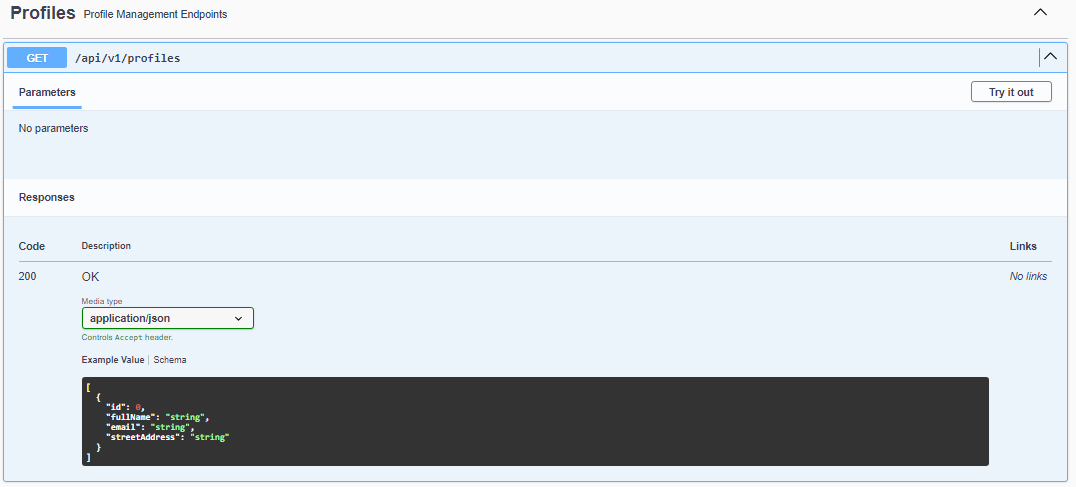 Profiles Profile Management Endpoints
GET /api/v1/profiles
Parameters Try it out
No parameters
Responses
Code Description Links
200 OK No links
Media type
application/json
Controls Accept header.
Example Value | Schema
[
  {
    "id": 0,
    "fullName": "string",
    "email": "string",
    "streetAddress": "string"
  }
]